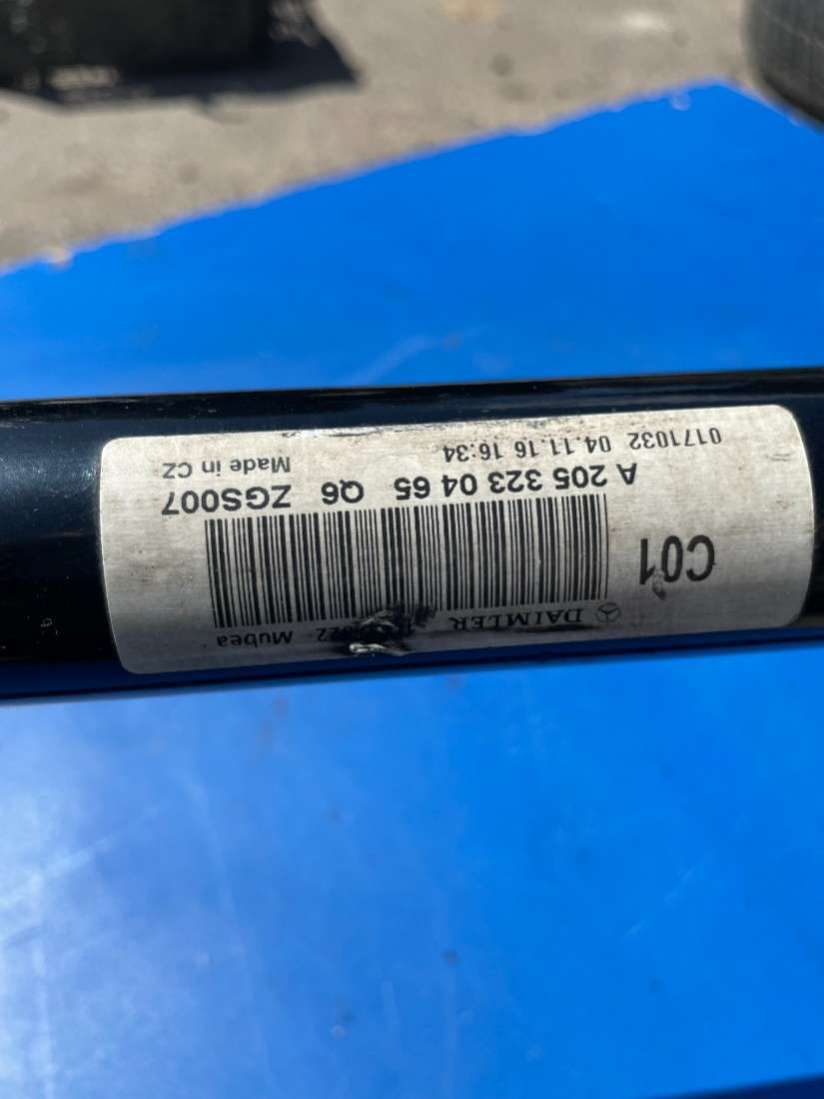 DAIMLER Mubea
C01
A 205 323 04 65 Q6 ZGS007
0171032 04.11.16 16:34 Made in CZ